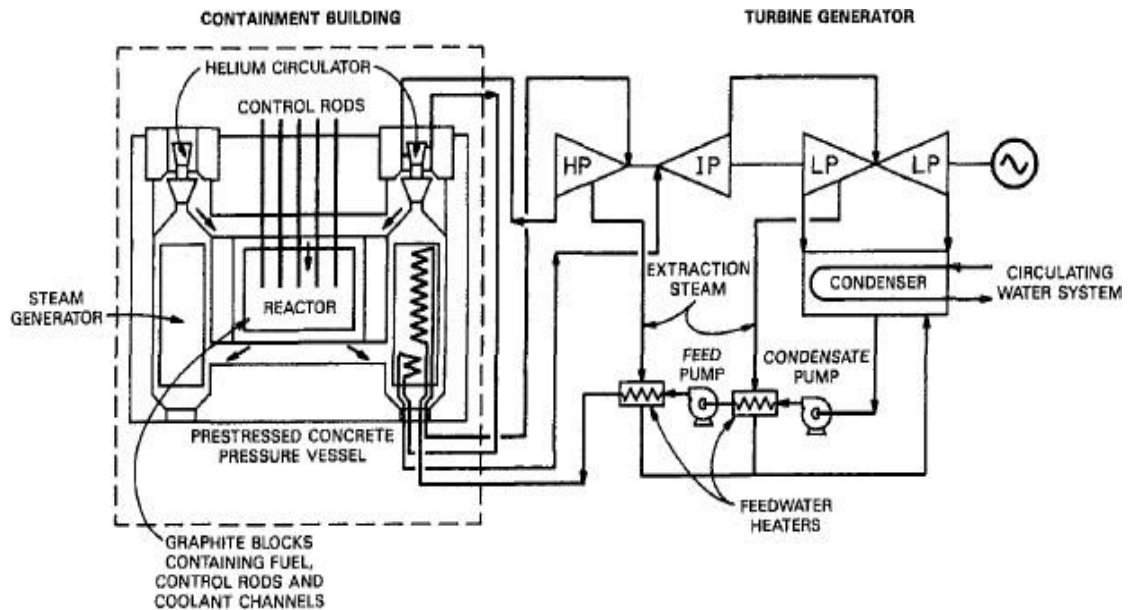 CONTAINMENT BUILDING
TURBINE GENERATOR
HELIUM CIRCULATOR
CONTROL RODS
HP
IP
LP
LP
STEAM
GENERATOR
REACTOR
EXTRACTION
STEAM
CONDENSER
CIRCULATING
WATER SYSTEM
FEED
PUMP
CONDENSATE
PUMP
PRESTRESSED CONCRETE
PRESSURE VESSEL
FEEDWATER
HEATERS
GRAPHITE BLOCKS
CONTAINING FUEL,
CONTROL RODS AND
COOLANT CHANNELS